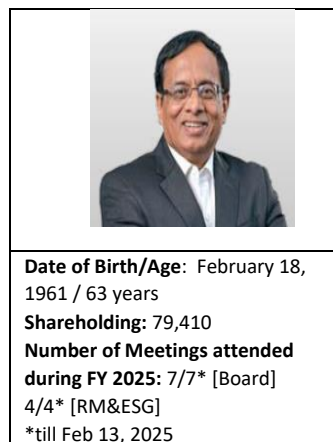 Date of Birth/Age:  February 18,
1961 / 63 years
Shareholding: 79,410
Number of Meetings attended
during FY 2025: 7/7* [Board]
4/4* [RM&ESG]
*till Feb 13, 2025